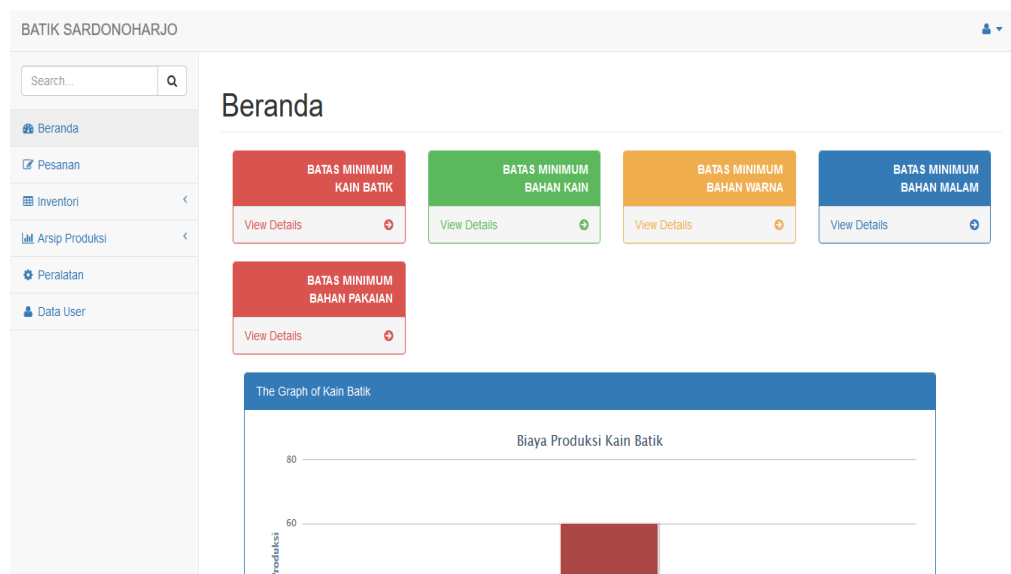 BATIK SARDONOHARJO
Search...
Beranda
Pesanan
Inventori
Arsip Produksi
Peralatan
Data User
Beranda
BATAS MINIMUM
KAIN BATIK
View Details
BATAS MINIMUM
BAHAN KAIN
View Details
BATAS MINIMUM
BAHAN WARNA
View Details
BATAS MINIMUM
BAHAN MALAM
View Details
BATAS MINIMUM
BAHAN PAKAIAN
View Details
The Graph of Kain Batik
Biaya Produksi Kain Batik
80
60